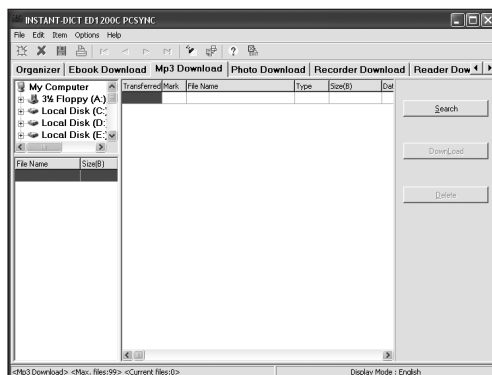 INSTANT-DICT ED1200C PCSYNC
File Edit Item Options Help
Organizer Ebook Download Mp3 Download Photo Download Recorder Download Reader Dow
My Computer
3½ Floppy (A:)
Local Disk (C:
Local Disk (D:
Local Disk (E:
File Name Size(B)
Transferred Mark File Name Type Size(B) Dat
Search
DownLoad
Delete
<Mp3 Download> <Max. files:99> <Current files:0> Display Mode : English